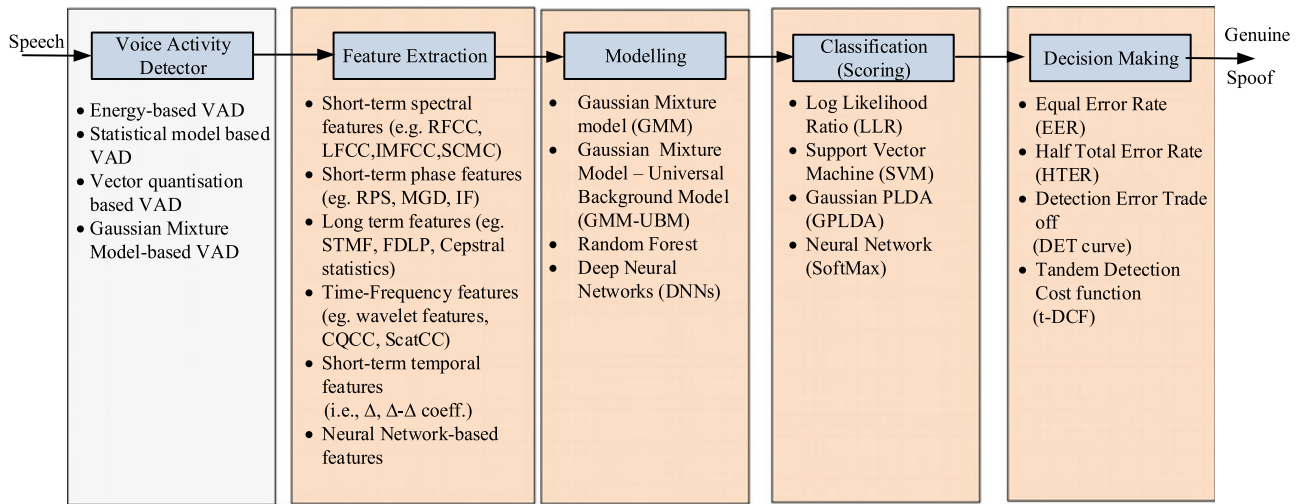 Speech
Voice Activity
Detector
• Energy-based VAD
• Statistical model based
VAD
• Vector quantisation
based VAD
• Gaussian Mixture
Model-based VAD
Feature Extraction
• Short-term spectral
features (e.g. RFCC,
LFCC,IMFCC,SCMC)
• Short-term phase features
(eg. RPS, MGD, IF)
• Long term features (eg.
STMF, FDLP, Cepstral
statistics)
• Time-Frequency features
(eg. wavelet features,
CQCC, ScatCC)
• Short-term temporal
features
(i.e., Δ, Δ-Δ coeff.)
• Neural Network-based
features
Modelling
• Gaussian Mixture
model (GMM)
• Gaussian Mixture
Model – Universal
Background Model
(GMM-UBM)
• Random Forest
• Deep Neural
Networks (DNNs)
Classification
(Scoring)
• Log Likelihood
Ratio (LLR)
• Support Vector
Machine (SVM)
• Gaussian PLDA
(GPLDA)
• Neural Network
(SoftMax)
Decision Making
• Equal Error Rate
(EER)
• Half Total Error Rate
(HTER)
• Detection Error Trade
off
(DET curve)
• Tandem Detection
Cost function
(t-DCF)
Genuine
Spoof